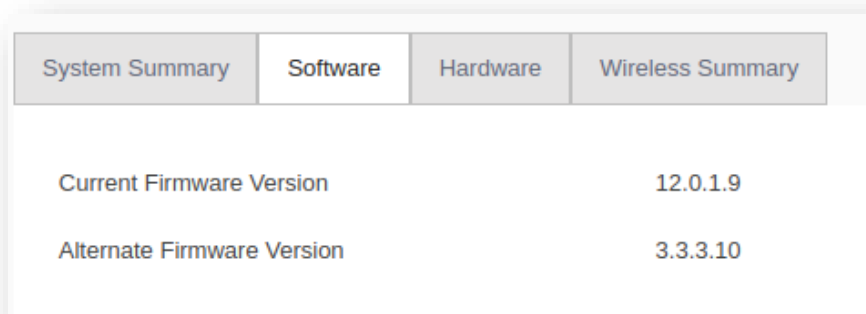 System Summary Software Hardware Wireless Summary
Current Firmware Version 12.0.1.9
Alternate Firmware Version 3.3.3.10